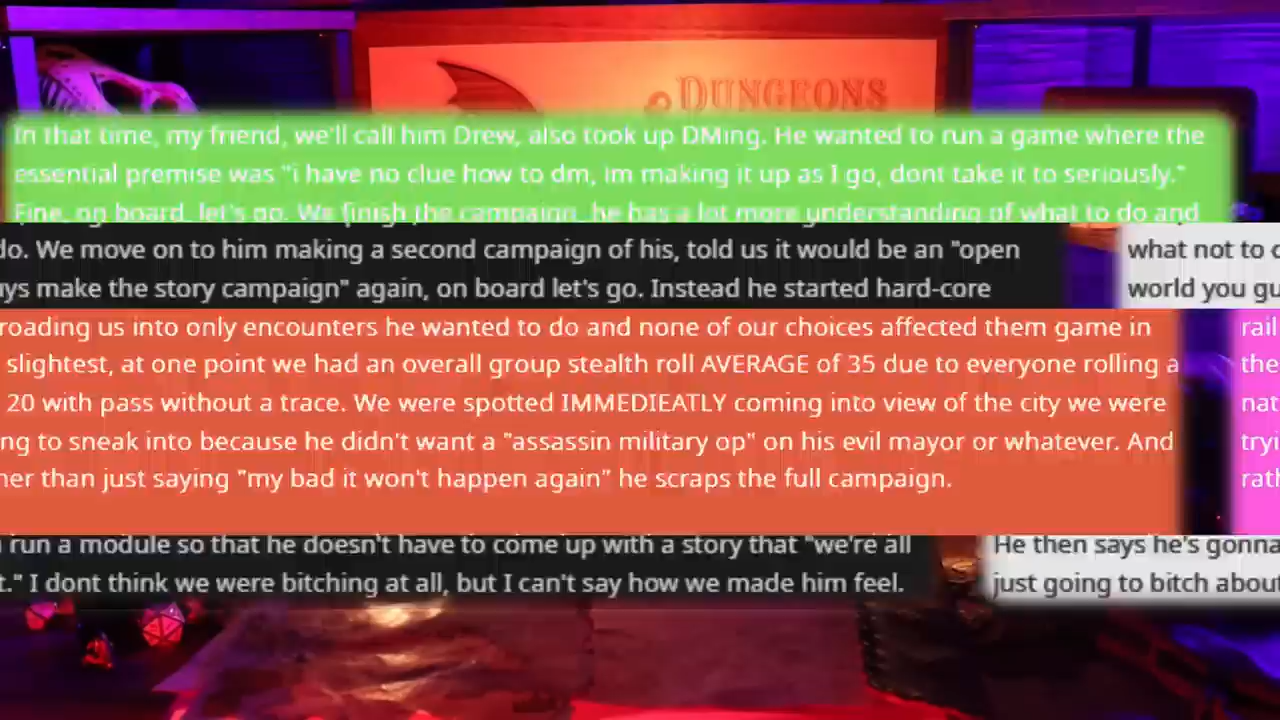 DUNGEONS
In that time, my friend, we'll call him Drew, also took up DMing. He wanted to run a game where the
essential premise was "i have no clue how to dm, im making it up as I go, dont take it to seriously."
Fine, on board, let's go. We finish the campaign, he has a lot more understanding of what to do and
do. We move on to him making a second campaign of his, told us it would be an "open what not to
ys make the story campaign" again, on board let's go. Instead he started hard-core world you gu
roading us into only encounters he wanted to do and none of our choices affected them game in rail
slightest, at one point we had an overall group stealth roll AVERAGE of 35 due to everyone rolling a the
20 with pass without a trace. We were spotted IMMEDIEATLY coming into view of the city we were nat
ng to sneak into because he didn't want a "assassin military op" on his evil mayor or whatever. And tryi
her than just saying "my bad it won't happen again" he scraps the full campaign. rath
run a module so that he doesn't have to come up with a story that "we're all He then says he's gonna
t." I dont think we were bitching at all, but I can't say how we made him feel. just going to bitch about